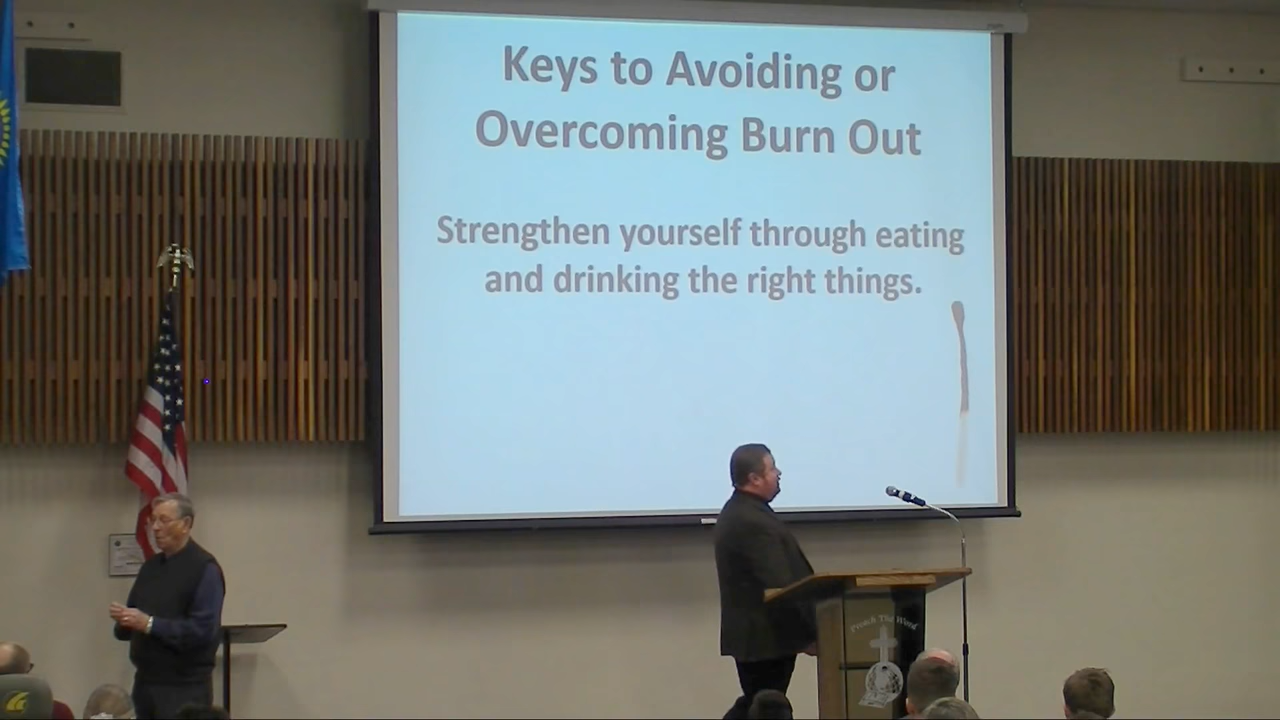 Keys to Avoiding or
Overcoming Burn Out
Strengthen yourself through eating
and drinking the right things.
Preach The Word